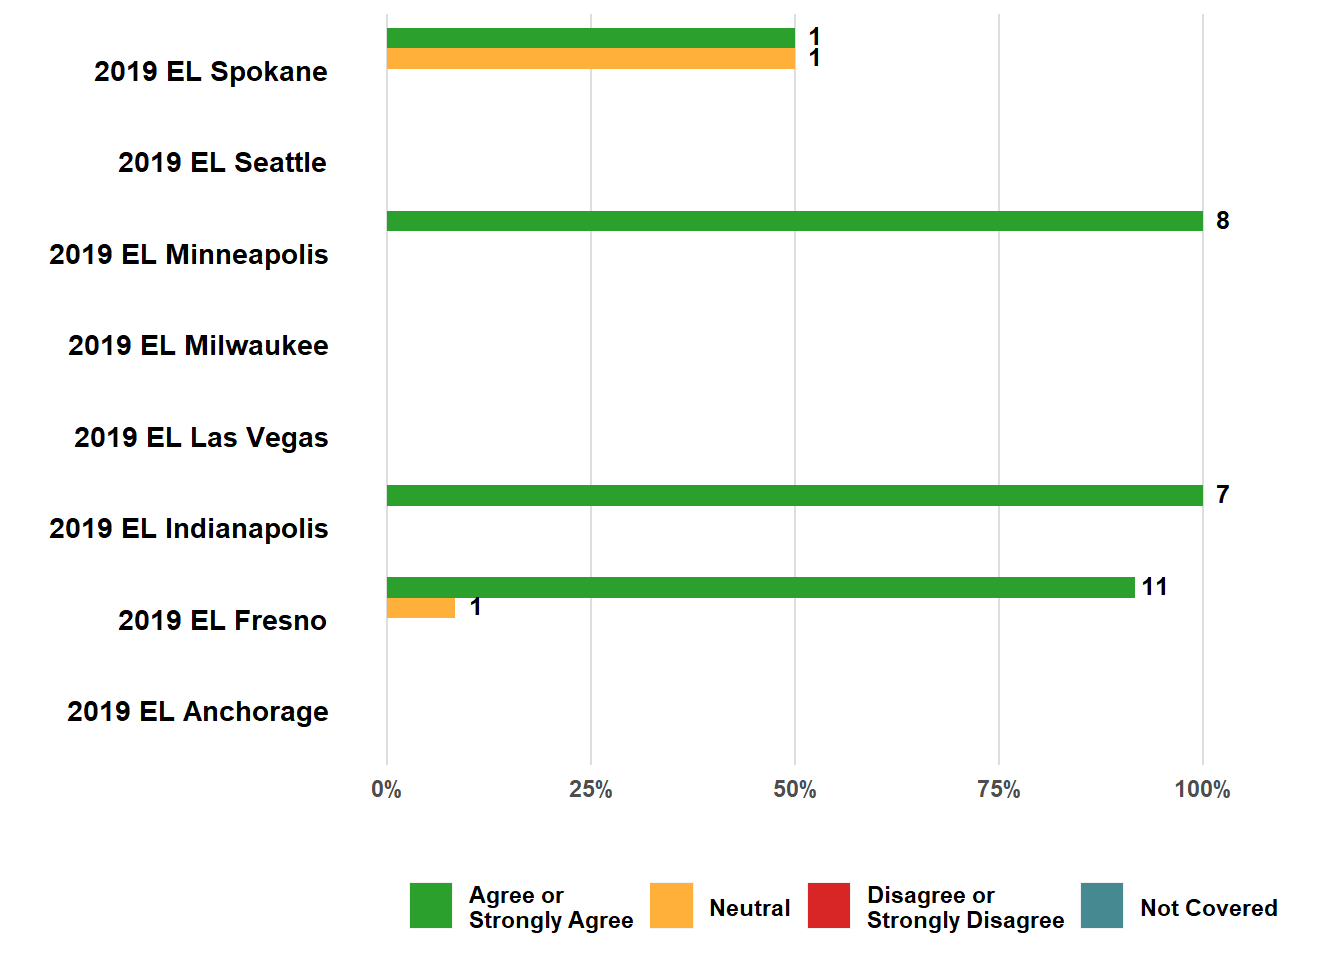 2019 EL Spokane
1
1
2019 EL Seattle
2019 EL Minneapolis
8
2019 EL Milwaukee
2019 EL Las Vegas
2019 EL Indianapolis
7
2019 EL Fresno
11
1
2019 EL Anchorage
0% 25% 50% 75% 100%
Agree or
Strongly Agree
Neutral
Disagree or
Strongly Disagree
Not Covered